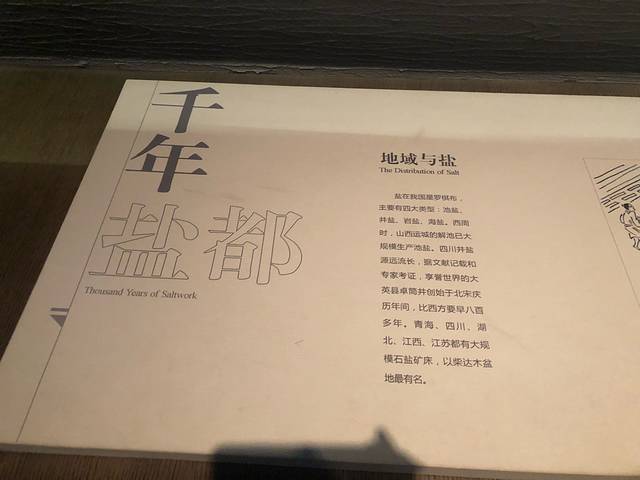 千
年
盐都
Thousand Years of Saltwork
地域与盐
The Distribution of Salt
盐在我国星罗棋布，
主要有四大类型：池盐、
井盐、岩盐、海盐。西周
时，山西运城的解池已大
规模生产池盐。四川井盐
源远流长，据文献记载和
专家考证，享誉世界的大
英县卓筒井创始于北宋庆
历年间，比西方要早八百
多年。青海、四川、湖
北、江西、江苏都有大规
模石盐矿床，以柴达木盆
地最有名。